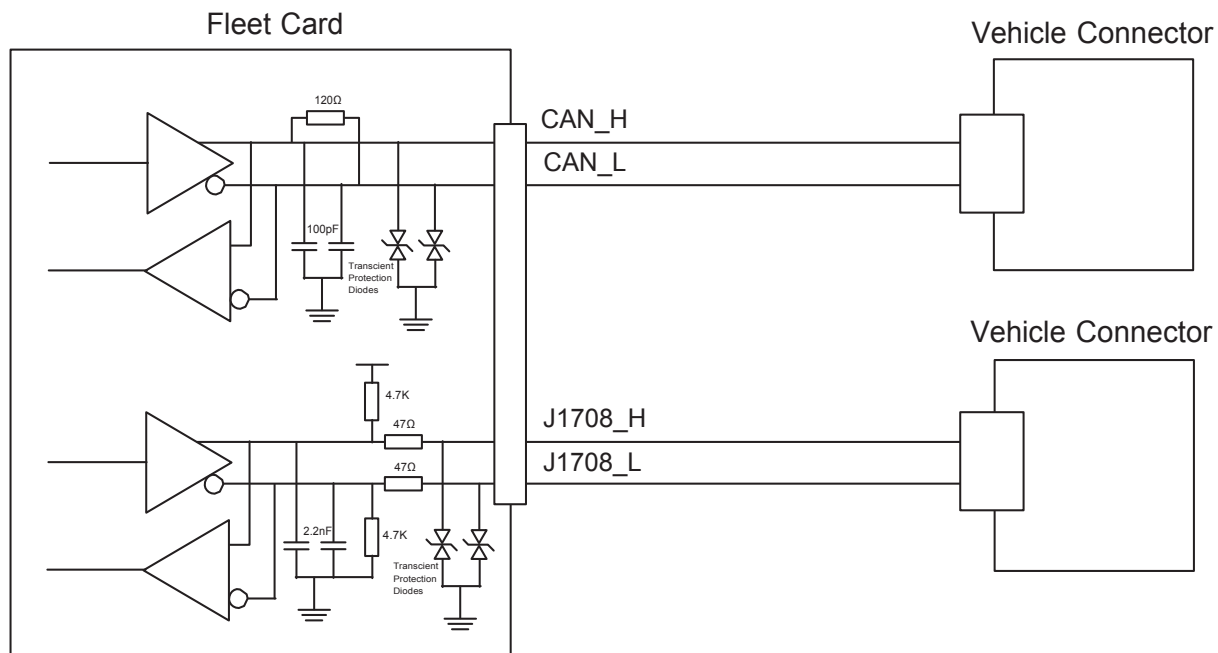 Fleet Card
Vehicle Connector
120Ω
CAN_H
CAN_L
100pF
Transcient
Protection
Diodes
Vehicle Connector
4.7K
47Ω
J1708_H
47Ω
J1708_L
2.2nF
4.7K
Transcient
Protection
Diodes